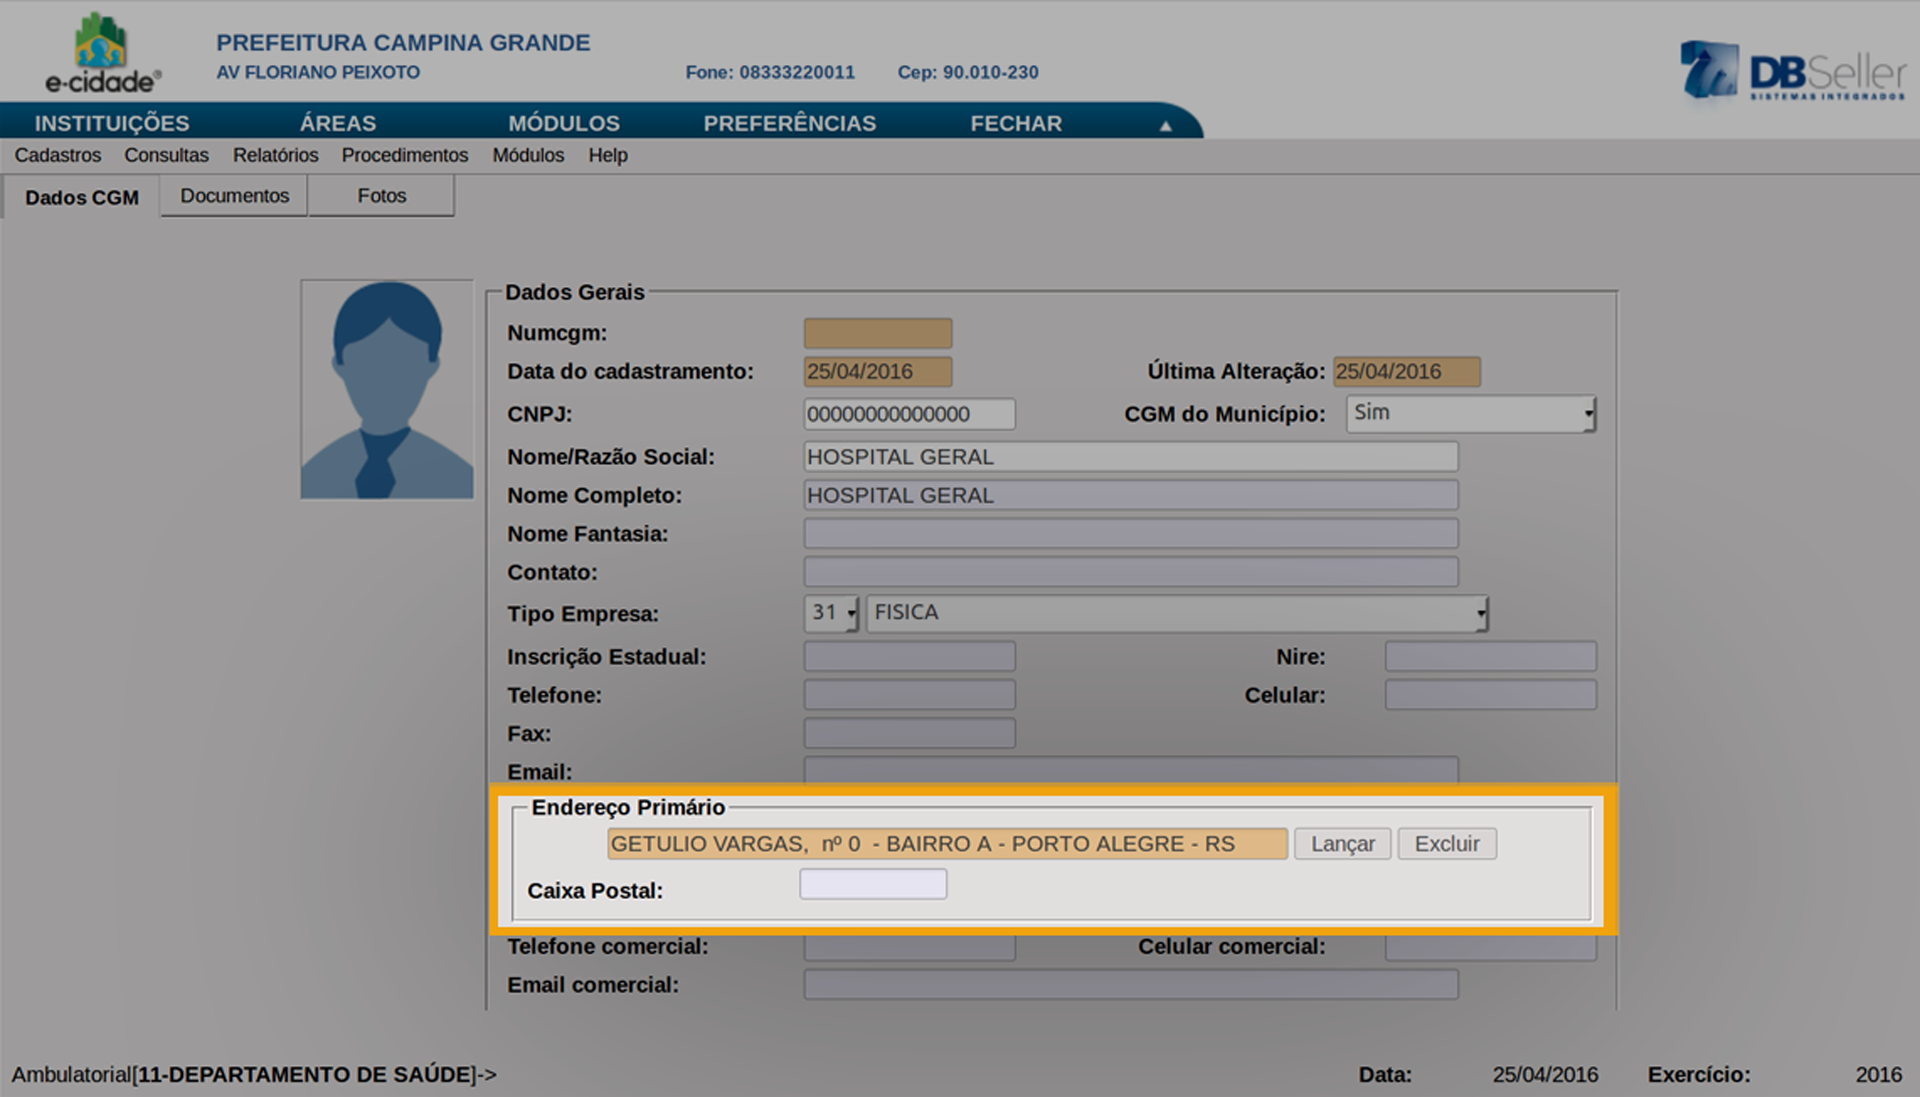 e-cidade®
PREFEITURA CAMPINA GRANDE
AV FLORIANO PEIXOTO Fone: 08333220011 Cep: 90.010-230
DBSeller
SISTEMAS INTEGRADOS
INSTITUIÇÕES ÁREAS MÓDULOS PREFERÊNCIAS FECHAR ▲
Cadastros Consultas Relatórios Procedimentos Módulos Help
Dados CGM Documentos Fotos
Dados Gerais
Numcgm:
Data do cadastramento: 25/04/2016 Última Alteração: 25/04/2016
CNPJ: 00000000000000 CGM do Município: Sim
Nome/Razão Social: HOSPITAL GERAL
Nome Completo: HOSPITAL GERAL
Nome Fantasia:
Contato:
Tipo Empresa: 31 FISICA
Inscrição Estadual: Nire:
Telefone: Celular:
Fax:
Email:
Endereço Primário
GETULIO VARGAS, nº 0 - BAIRRO A - PORTO ALEGRE - RS Lançar Excluir
Caixa Postal:
Telefone comercial: Celular comercial:
Email comercial:
Ambulatorial[11-DEPARTAMENTO DE SAÚDE]-> Data: 25/04/2016 Exercício: 2016